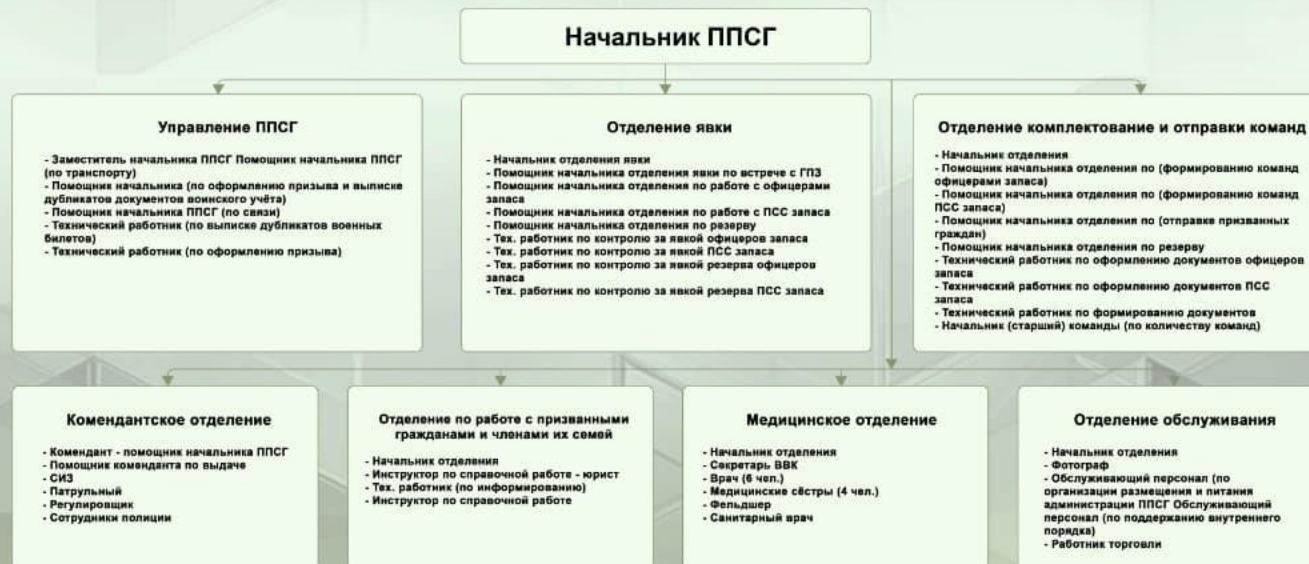 Начальник ППСГ
Управление ППСГ
- Заместитель начальника ППСГ Помощник начальника ППСГ
(по транспорту)
- Помощник начальника (по оформлению призыва и выписке
дубликатов документов воинского учёта)
- Помощник начальника ППСГ (по связи)
- Технический работник (по выписке дубликатов военных
билетов)
- Технический работник (по оформлению призыва)
Отделение явки
- Начальник отделения явки
- Помощник начальника отделения явки по встрече с ГПЗ
- Помощник начальника отделения по работе с офицерами
запаса
- Помощник начальника отделения по работе с ПСС запаса
- Помощник начальника отделения по резерву
- Тех. работник по контролю за явкой офицеров запаса
- Тех. работник по контролю за явкой ПСС запаса
- Тех. работник по контролю за явкой резерва офицеров
запаса
- Тех. работник по контролю за явкой резерва ПСС запаса
Отделение комплектование и отправки команд
- Начальник отделения
- Помощник начальника отделения по (формированию команд
офицерами запаса)
- Помощник начальника отделения по (формированию команд
ПСС запаса)
- Помощник начальника отделения по (отправке призванных
граждан)
- Помощник начальника отделения по резерву
- Технический работник по оформлению документов офицеров
запаса
- Технический работник по оформлению документов ПСС
запаса
- Технический работник по формированию документов
- Начальник (старший) команды (по количеству команд)
Комендантское отделение
- Комендант - помощник начальника ППСГ
- Помощник коменданта по выдаче
- СИЗ
- Патрульный
- Регулировщик
- Сотрудники полиции
Отделение по работе с призванными
гражданами и членами их семей
- Начальник отделения
- Инструктор по справочной работе - юрист
- Тех. работник (по информированию)
- Инструктор по справочной работе
Медицинское отделение
- Начальник отделения
- Секретарь ВВК
- Врач (6 чел.)
- Медицинские сёстры (4 чел.)
- Фельдшер
- Санитарный врач
Отделение обслуживания
- Начальник отделения
- Фотограф
- Обслуживающий персонал (по
организации размещения и питания
администрации ППСГ Обслуживающий
персонал (по поддержанию внутреннего
порядка)
- Работник торговли